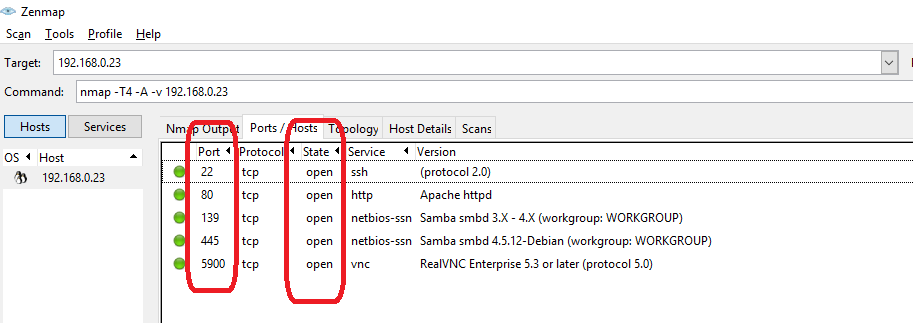 Zenmap
Scan Tools Profile Help
Target: 192.168.0.23
Command: nmap -T4 -A -v 192.168.0.23
Hosts Services
Nmap Output Ports / Hosts Topology Host Details Scans
OS Host
Port Protocol State Service Version
192.168.0.23
22 tcp open ssh (protocol 2.0)
80 tcp open http Apache httpd
139 tcp open netbios-ssn Samba smbd 3.X - 4.X (workgroup: WORKGROUP)
445 tcp open netbios-ssn Samba smbd 4.5.12-Debian (workgroup: WORKGROUP)
5900 tcp open vnc RealVNC Enterprise 5.3 or later (protocol 5.0)